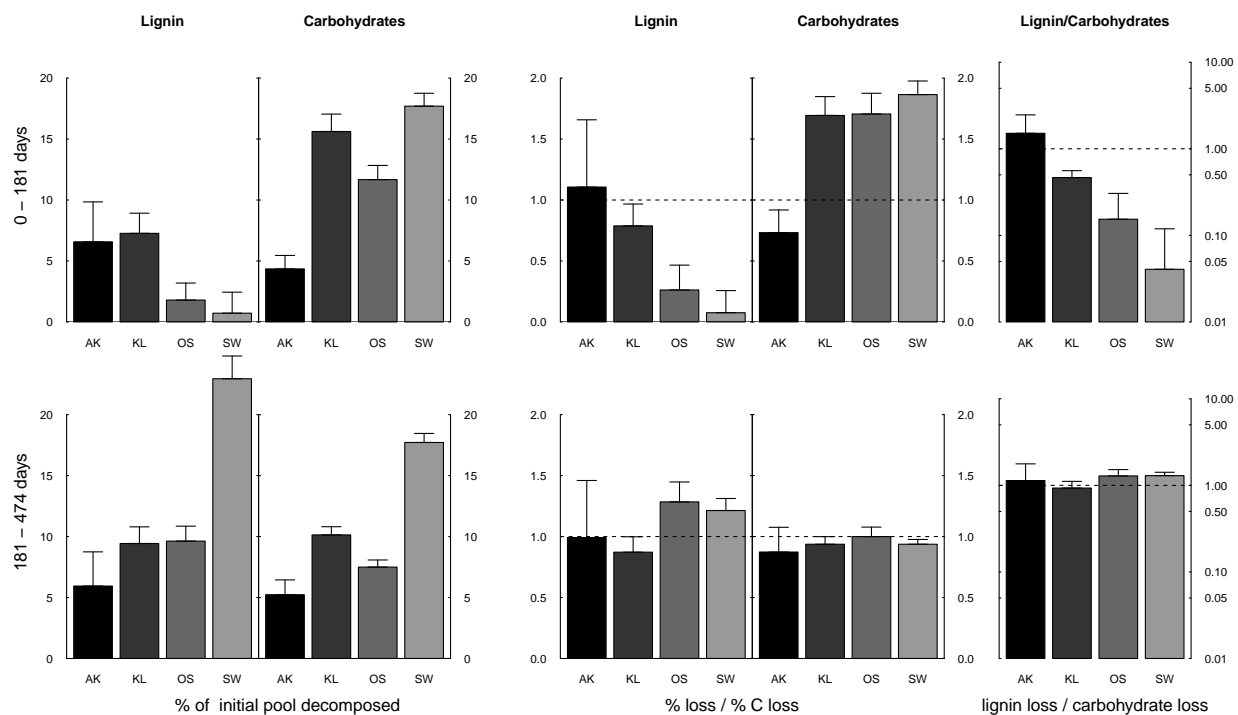 Lignin Carbohydrates Lignin Carbohydrates Lignin/Carbohydrates
0 − 181 days
20 20 2.0 2.0 10.00
5.00
15 15 1.5 1.5
1.00
10 10 1.0 1.0 0.50
5 5 0.5 0.5 0.10
0.05
0 0.0 0.0 0.01
AK KL OS SW AK KL OS SW AK KL OS SW AK KL OS SW AK KL OS SW
181 − 474 days
20 20 2.0 2.0 10.00
5.00
15 15 1.5 1.5
1.00
10 10 1.0 1.0 0.50
5 5 0.5 0.5 0.10
0.05
0 0.0 0.0 0.01
AK KL OS SW AK KL OS SW AK KL OS SW AK KL OS SW AK KL OS SW
% of initial pool decomposed % loss / % C loss lignin loss / carbohydrate loss